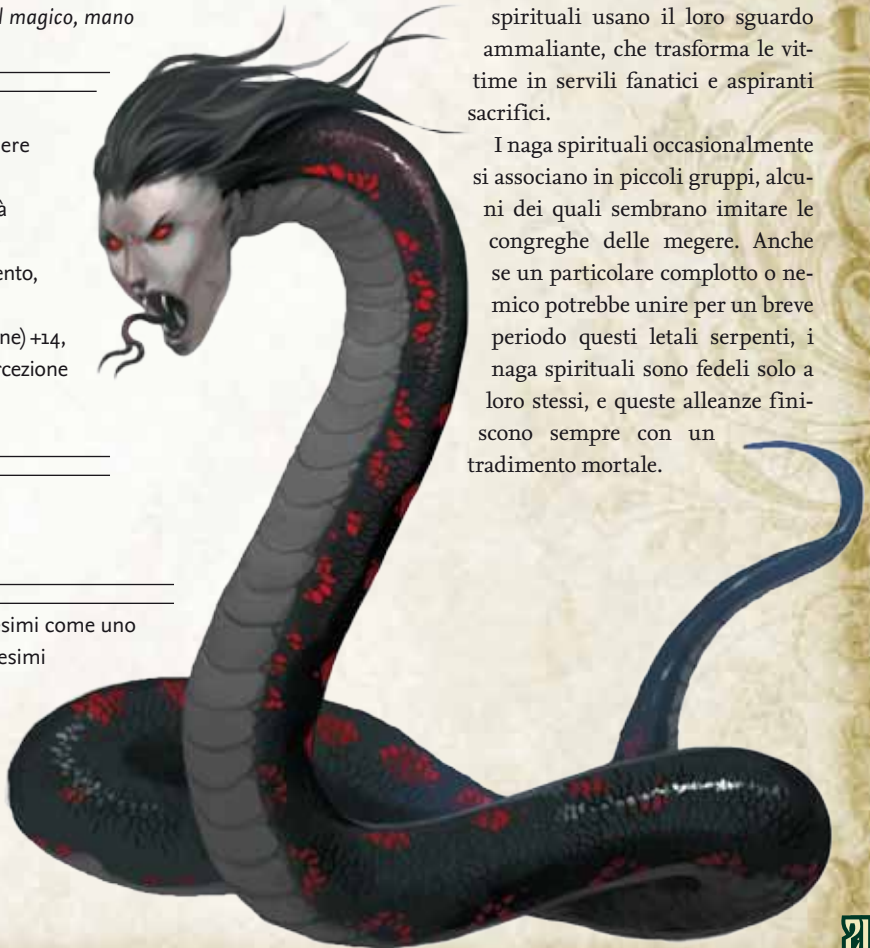 l magico, mano
ere
à
ento,
ne) +14,
rcezione
esimi come uno
esimi
spirituali usano il loro sguardo
ammaliante, che trasforma le vit-
time in servili fanatici e aspiranti
sacrifici.
I naga spirituali occasionalmente
si associano in piccoli gruppi, alcu-
ni dei quali sembrano imitare le
congreghe delle megere. Anche
se un particolare complotto o ne-
mico potrebbe unire per un breve
periodo questi letali serpenti, i
naga spirituali sono fedeli solo a
loro stessi, e queste alleanze fini-
scono sempre con un
tradimento mortale.